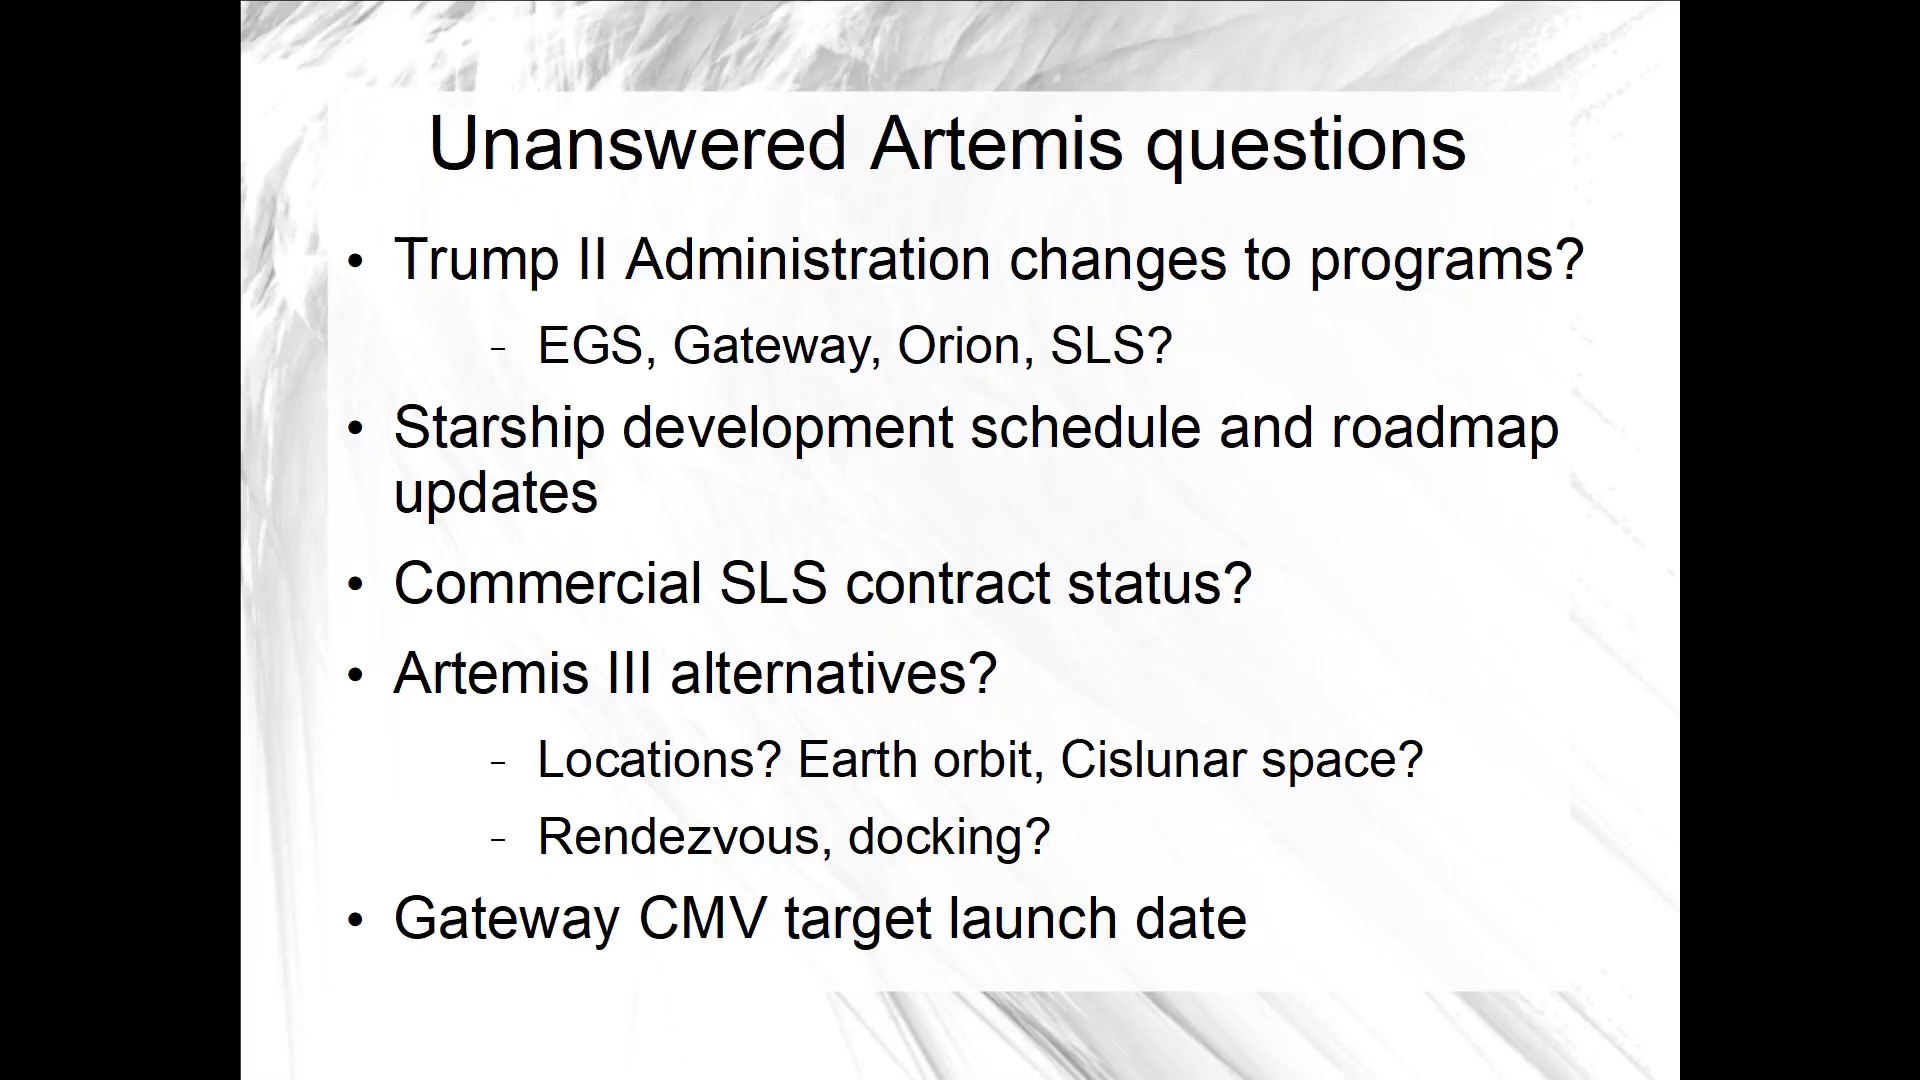 Unanswered Artemis questions
• Trump II Administration changes to programs?
– EGS, Gateway, Orion, SLS?
• Starship development schedule and roadmap
updates
• Commercial SLS contract status?
• Artemis III alternatives?
– Locations? Earth orbit, Cislunar space?
– Rendezvous, docking?
• Gateway CMV target launch date